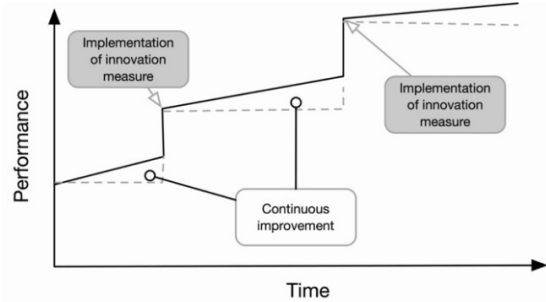 Implementation
of innovation
measure
Implementation
of innovation
measure
Continuous
improvement
Performance
Time